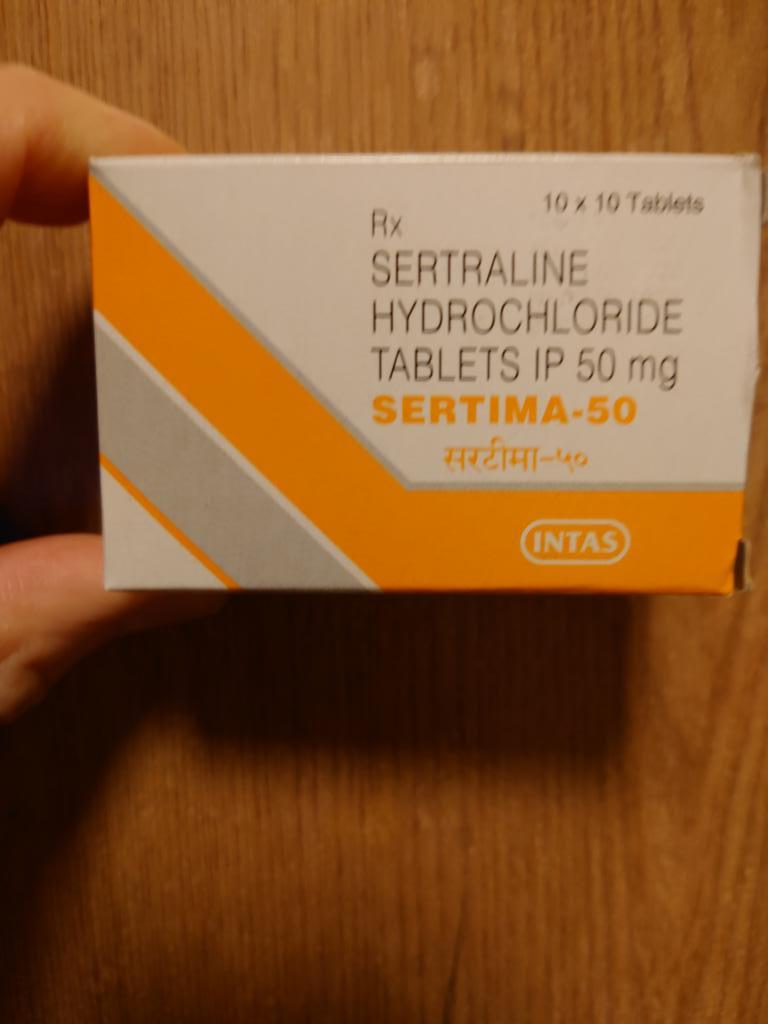 10 x 10 Tablets
Rx
SERTRALINE
HYDROCHLORIDE
TABLETS IP 50 mg
SERTIMA-50
सरटीमा-५०
INTAS